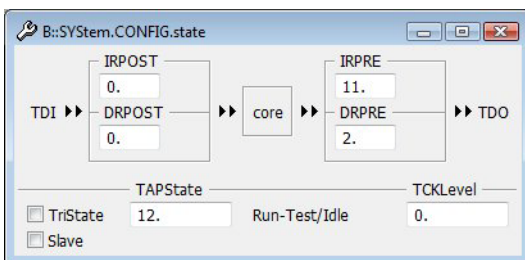 B::SYStem.CONFIG.state
IRPOST IRPRE
0. 11.
TDI DRPOST core DRPRE TDO
0. 2.
TAPState TCKLevel
TriState 12. Run-Test/Idle 0.
Slave